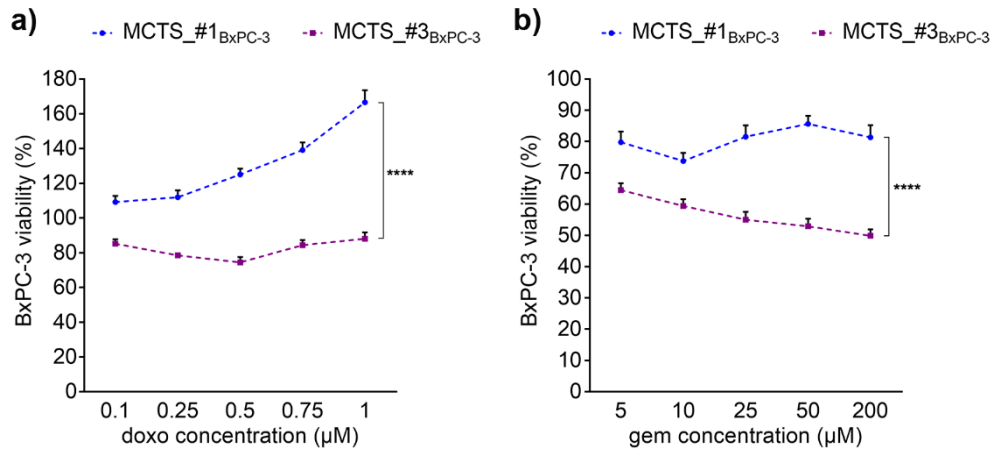 a)
MCTS_#1BxPC-3 MCTS_#3BxPC-3
BxPC-3 viability (%)
180
160
140
120
100
80
60
40
20
0
****
0.1 0.25 0.5 0.75 1
doxo concentration (µM)
b)
MCTS_#1BxPC-3 MCTS_#3BxPC-3
BxPC-3 viability (%)
100
90
80
70
60
50
40
30
20
10
0
****
5 10 25 50 200
gem concentration (µM)